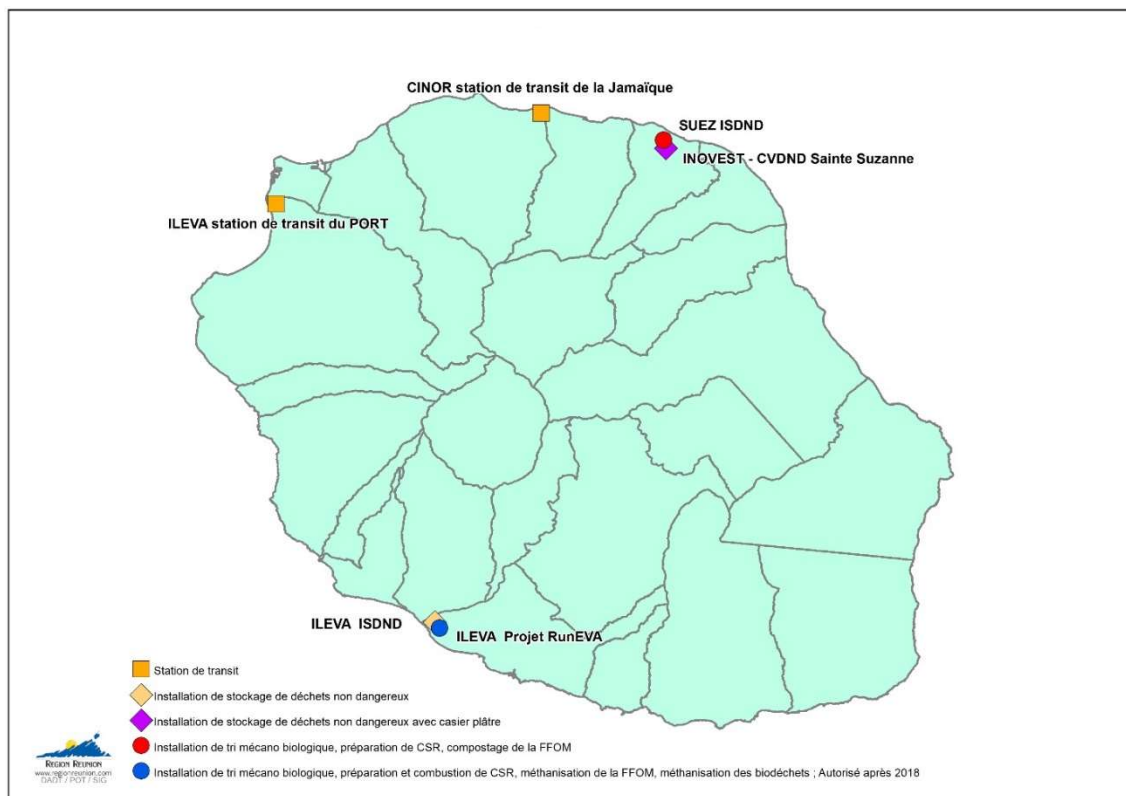 CINOR station de transit de la Jamaïque
SUEZ ISDND
INOVEST - CVDND Sainte Suzanne
ILEVA station de transit du PORT
ILEVA  ISDND
ILEVA  Projet RunEVA
Station de transit
Installation de stockage de déchets non dangereux
Installation de stockage de déchets non dangereux avec casier plâtre
Installation de tri mécano biologique, préparation de CSR, compostage de la FFOM
Installation de tri mécano biologique, préparation et combustion de CSR, méthanisation de la FFOM, méthanisation des biodéchets ; Autorisé après 2018
REGION REUNION
www.regionreunion.com
DADT / POT / SIG